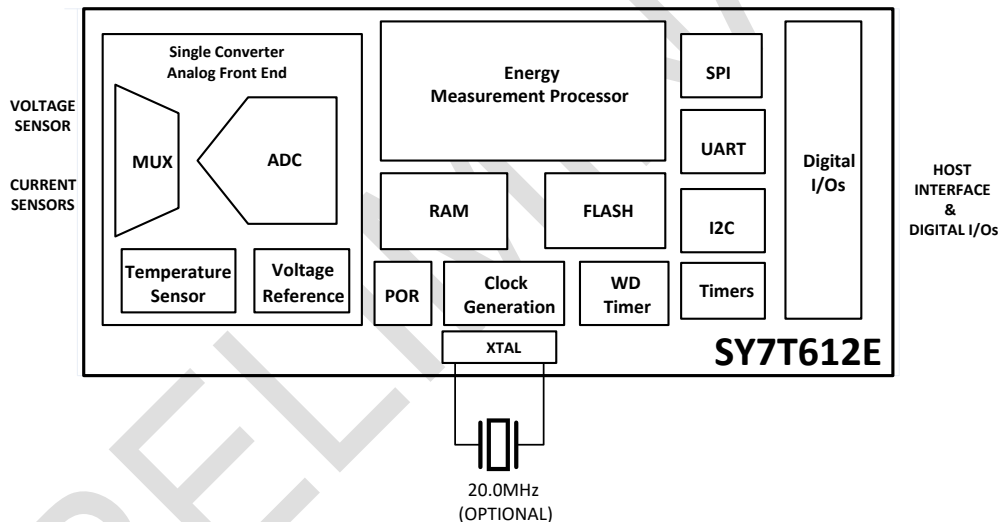 Single Converter
Analog Front End
VOLTAGE
SENSOR
CURRENT
SENSORS
MUX
ADC
Temperature
Sensor
Voltage
Reference
Energy
Measurement Processor
RAM
FLASH
POR
Clock
Generation
WD
Timer
XTAL
SPI
UART
I2C
Timers
Digital
I/Os
HOST
INTERFACE
&
DIGITAL I/Os
SY7T612E
20.0MHz
(OPTIONAL)